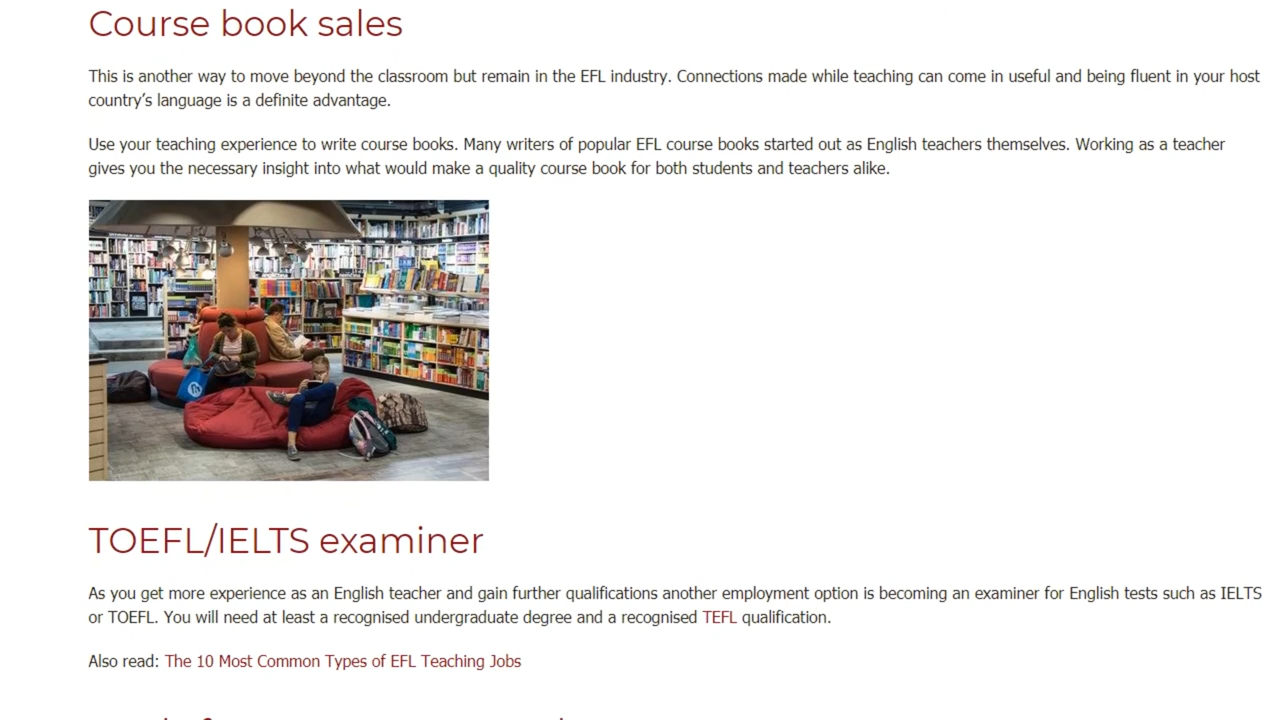 Course book sales
This is another way to move beyond the classroom but remain in the EFL industry. Connections made while teaching can come in useful and being fluent in your host
country’s language is a definite advantage.
Use your teaching experience to write course books. Many writers of popular EFL course books started out as English teachers themselves. Working as a teacher
gives you the necessary insight into what would make a quality course book for both students and teachers alike.
TOEFL/IELTS examiner
As you get more experience as an English teacher and gain further qualifications another employment option is becoming an examiner for English tests such as IELTS
or TOEFL. You will need at least a recognised undergraduate degree and a recognised TEFL qualification.
Also read: The 10 Most Common Types of EFL Teaching Jobs